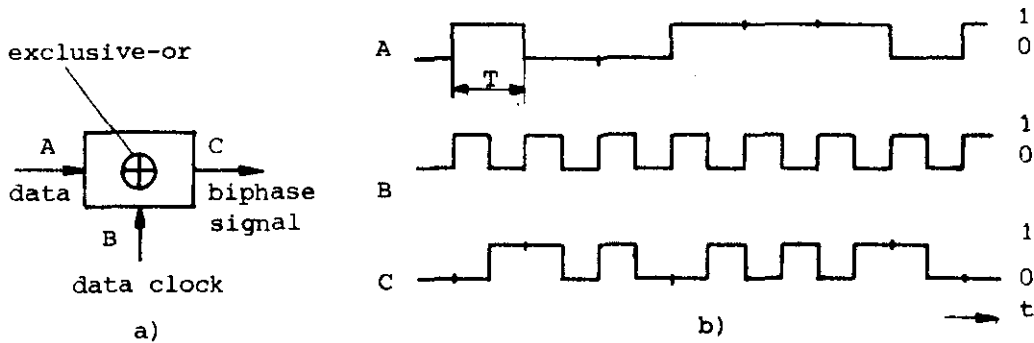 exclusive-or
A
C
data
biphase
signal
B
data clock
a)
A
1
0
T
B
1
0
C
1
0
t
b)